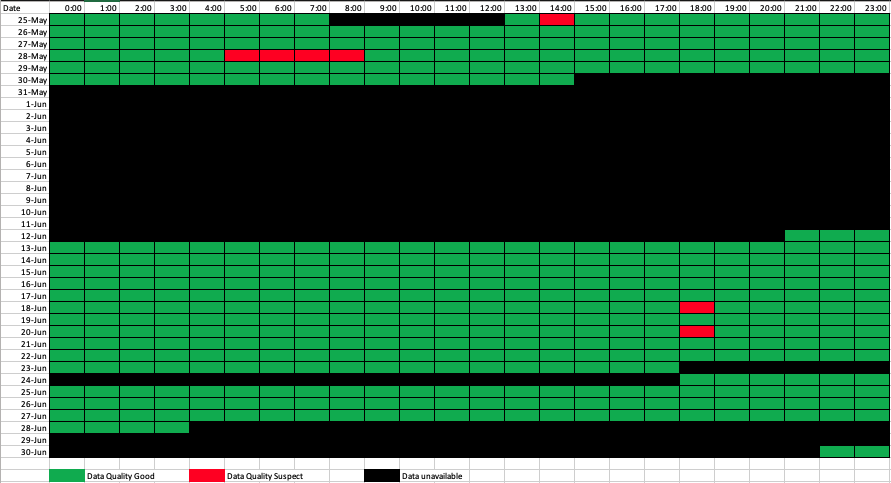 Date 0:00 1:00 2:00 3:00 4:00 5:00 6:00 7:00 8:00 9:00 10:00 11:00 12:00 13:00 14:00 15:00 16:00 17:00 18:00 19:00 20:00 21:00 22:00 23:00
25-May
26-May
27-May
28-May
29-May
30-May
31-May
1-Jun
2-Jun
3-Jun
4-Jun
5-Jun
6-Jun
7-Jun
8-Jun
9-Jun
10-Jun
11-Jun
12-Jun
13-Jun
14-Jun
15-Jun
16-Jun
17-Jun
18-Jun
19-Jun
20-Jun
21-Jun
22-Jun
23-Jun
24-Jun
25-Jun
26-Jun
27-Jun
28-Jun
29-Jun
30-Jun
Data Quality Good Data Quality Suspect Data unavailable